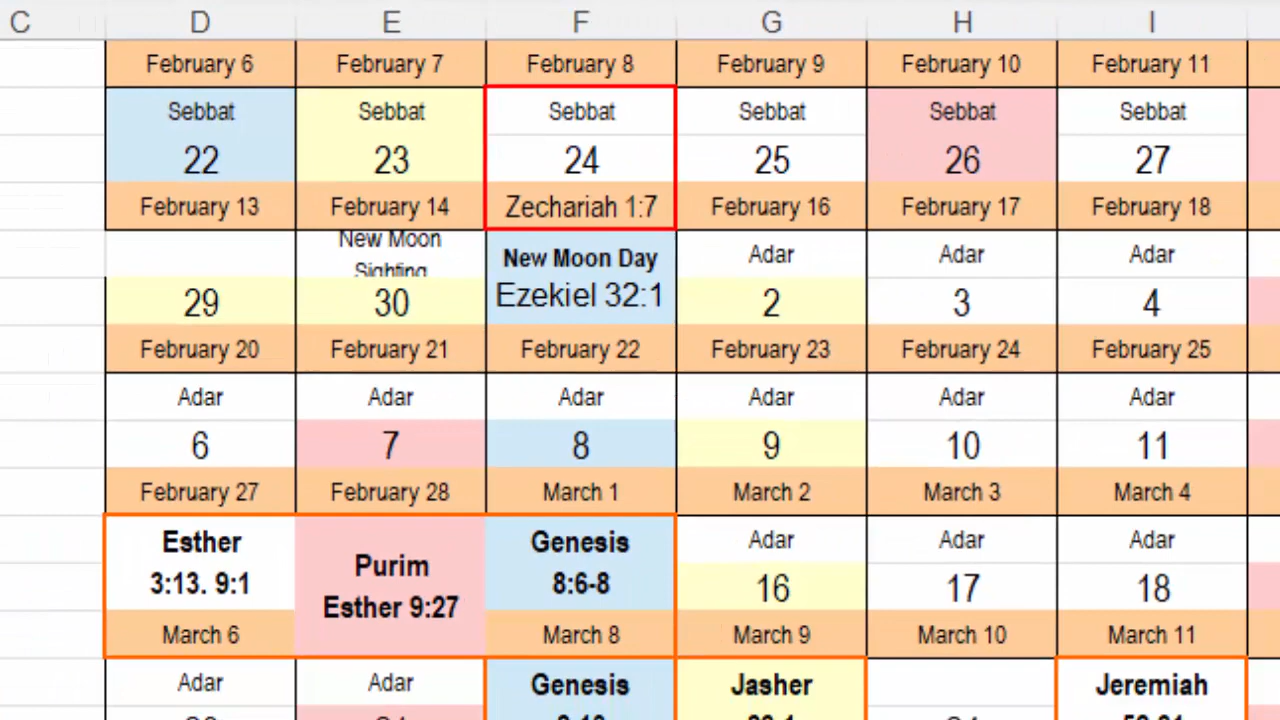 C D E F G H I
February 6 February 7 February 8 February 9 February 10 February 11
Sebbat Sebbat Sebbat Sebbat Sebbat Sebbat
22 23 24 25 26 27
February 13 February 14 Zechariah 1:7 February 16 February 17 February 18
New Moon Sighting New Moon Day Adar Adar Adar
29 30 Ezekiel 32:1 2 3 4
February 20 February 21 February 22 February 23 February 24 February 25
Adar Adar Adar Adar Adar Adar
6 7 8 9 10 11
February 27 February 28 March 1 March 2 March 3 March 4
Esther Purim Genesis Adar Adar Adar
3:13. 9:1 Esther 9:27 8:6-8 16 17 18
March 6 March 8 March 9 March 10 March 11
Adar Adar Genesis Jasher Jeremiah